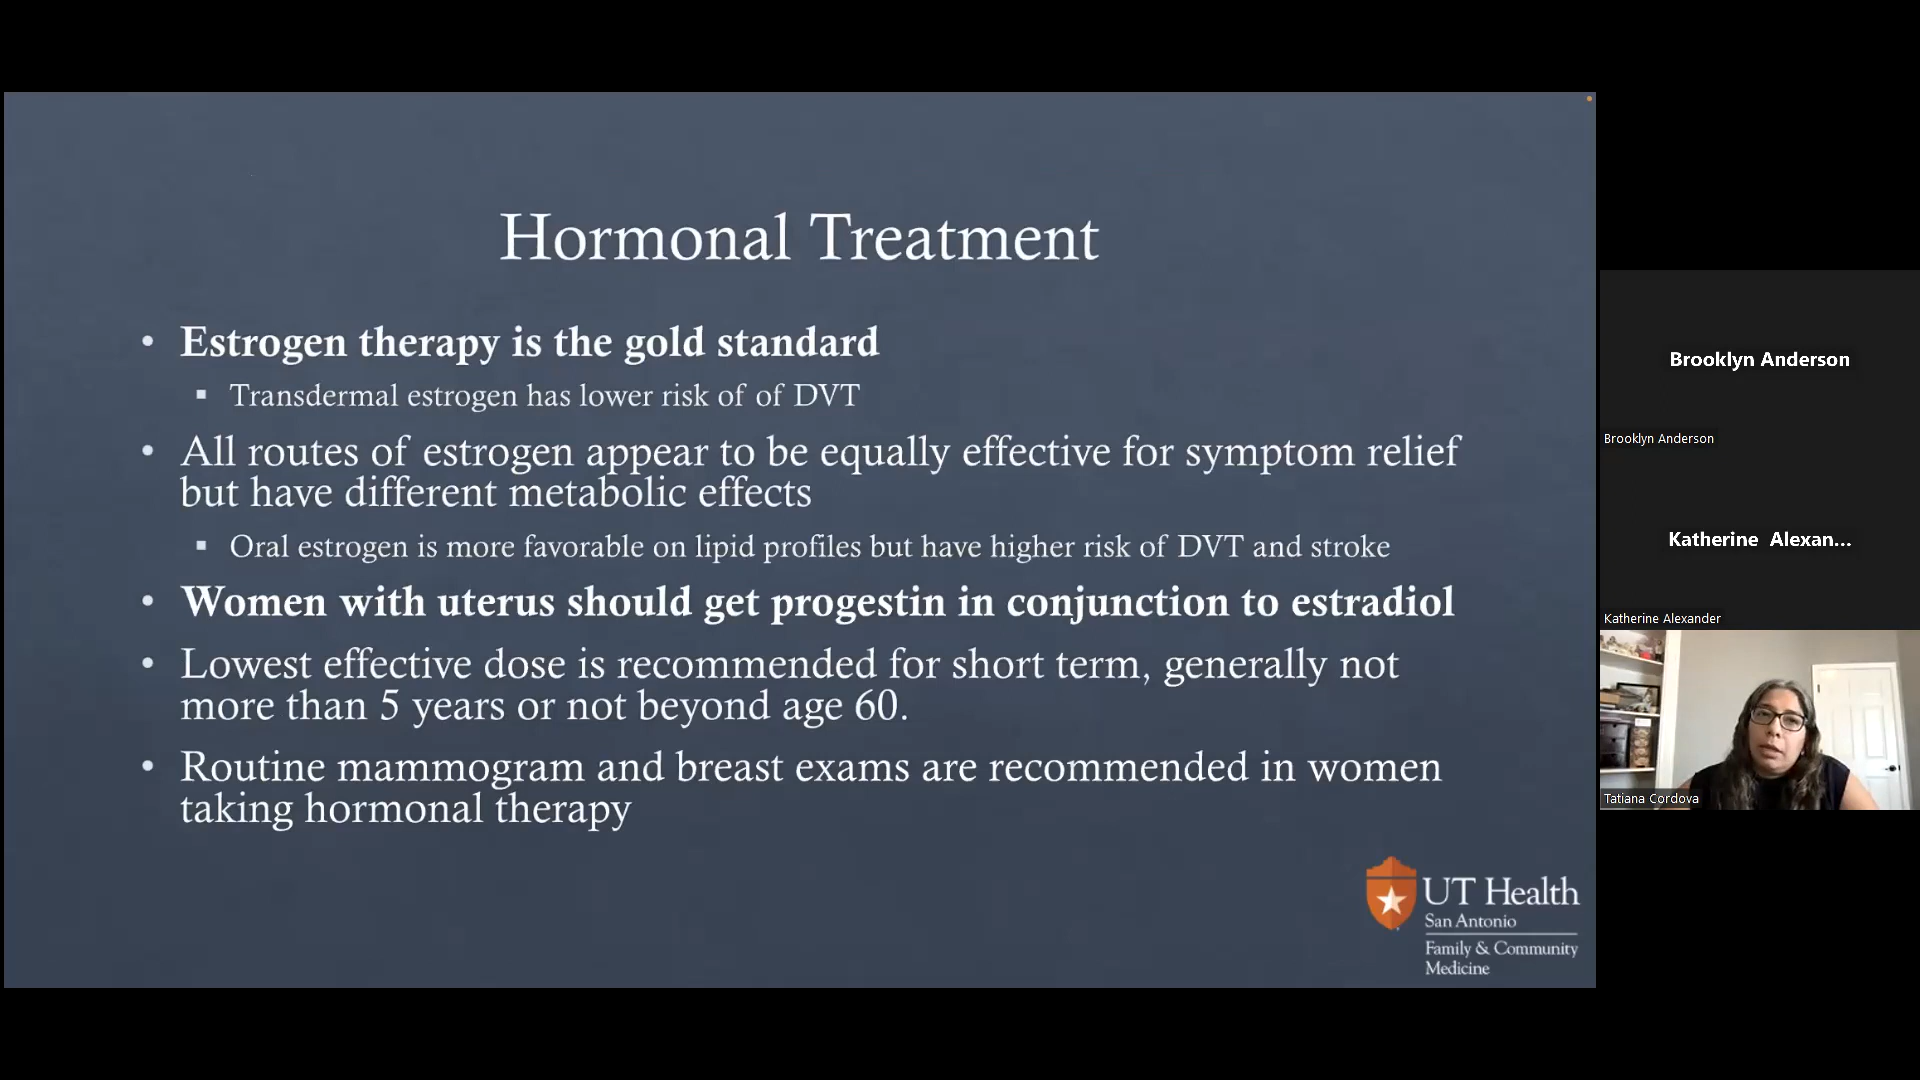 Hormonal Treatment
• Estrogen therapy is the gold standard
▪ Transdermal estrogen has lower risk of of DVT
• All routes of estrogen appear to be equally effective for symptom relief
but have different metabolic effects
▪ Oral estrogen is more favorable on lipid profiles but have higher risk of DVT and stroke
• Women with uterus should get progestin in conjunction to estradiol
• Lowest effective dose is recommended for short term, generally not
more than 5 years or not beyond age 60.
• Routine mammogram and breast exams are recommended in women
taking hormonal therapy
UT Health
San Antonio
Family & Community
Medicine
Brooklyn Anderson
Brooklyn Anderson
Katherine Alexan...
Katherine Alexander
Tatiana Cordova